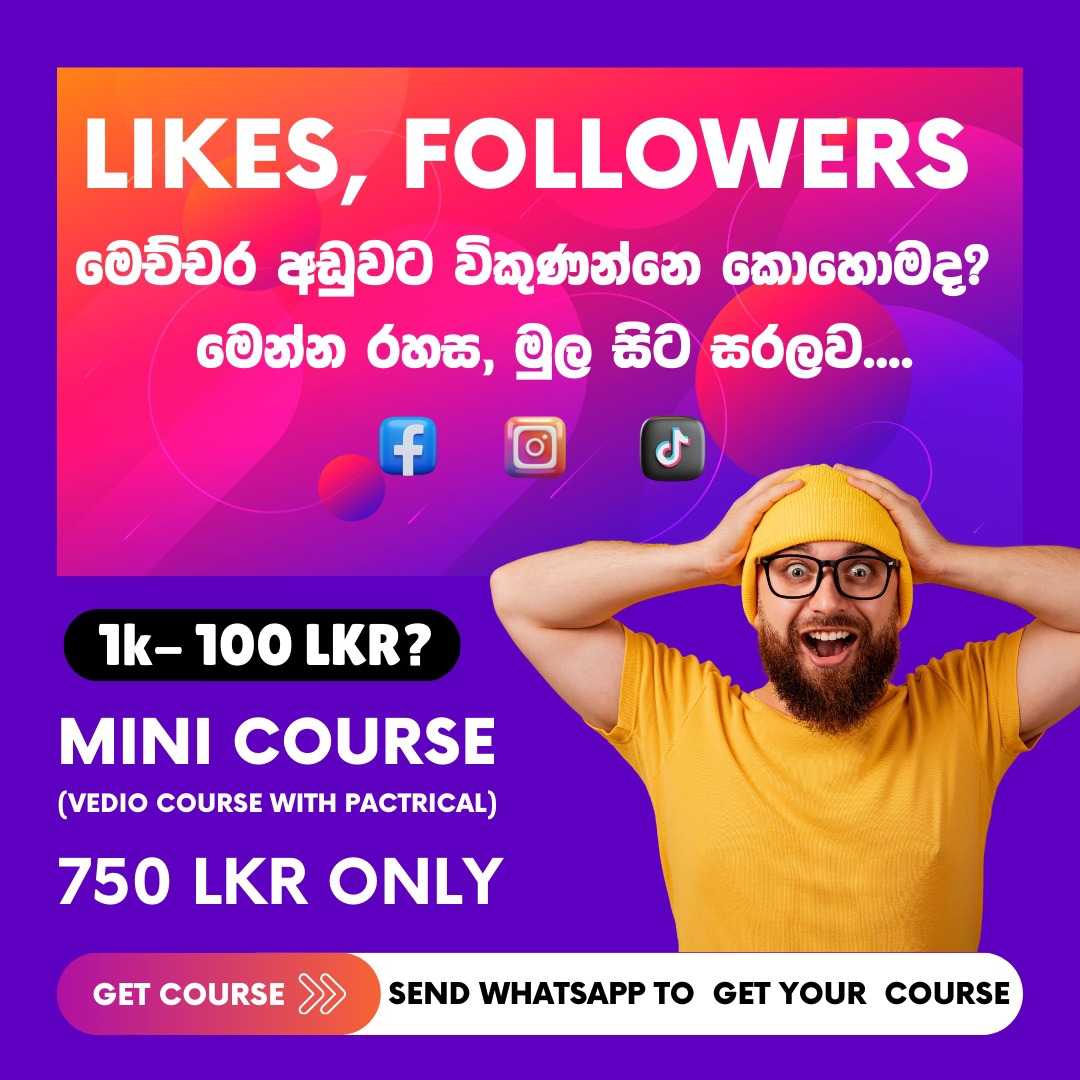 LIKES, FOLLOWERS
මෙච්චර අඩුවට විකුණන්නෙ කොහොමද?
මෙන්න රහස, මුල සිට සරලව....
1k– 100 LKR?
MINI COURSE
(VEDIO COURSE WITH PACTRICAL)
750 LKR ONLY
GET COURSE
SEND WHATSAPP TO GET YOUR COURSE